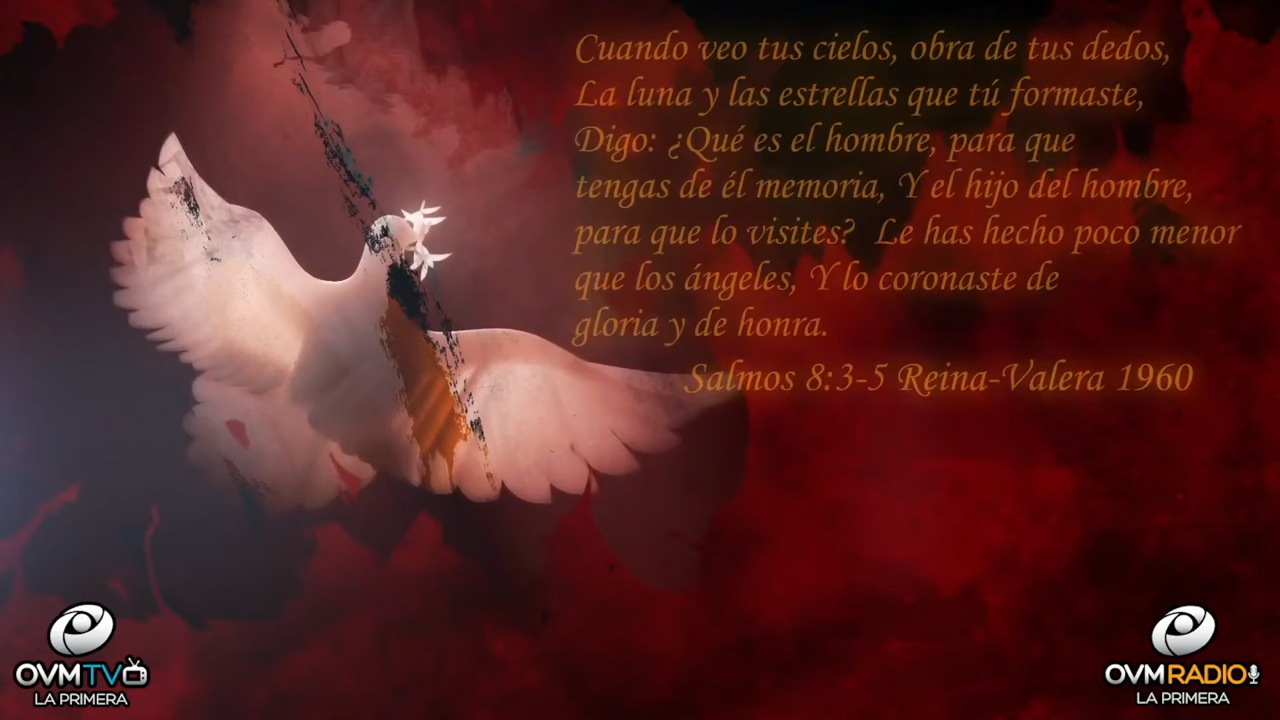 Cuando veo tus cielos, obra de tus dedos,
La luna y las estrellas que tú formaste,
Digo: ¿Qué es el hombre, para que
tengas de él memoria, Y el hijo del hombre,
para que lo visites? Le has hecho poco menor
que los ángeles, Y lo coronaste de
gloria y de honra.
Salmos 8:3-5 Reina-Valera 1960
OVMTV
LA PRIMERA
OVMRADIO
LA PRIMERA